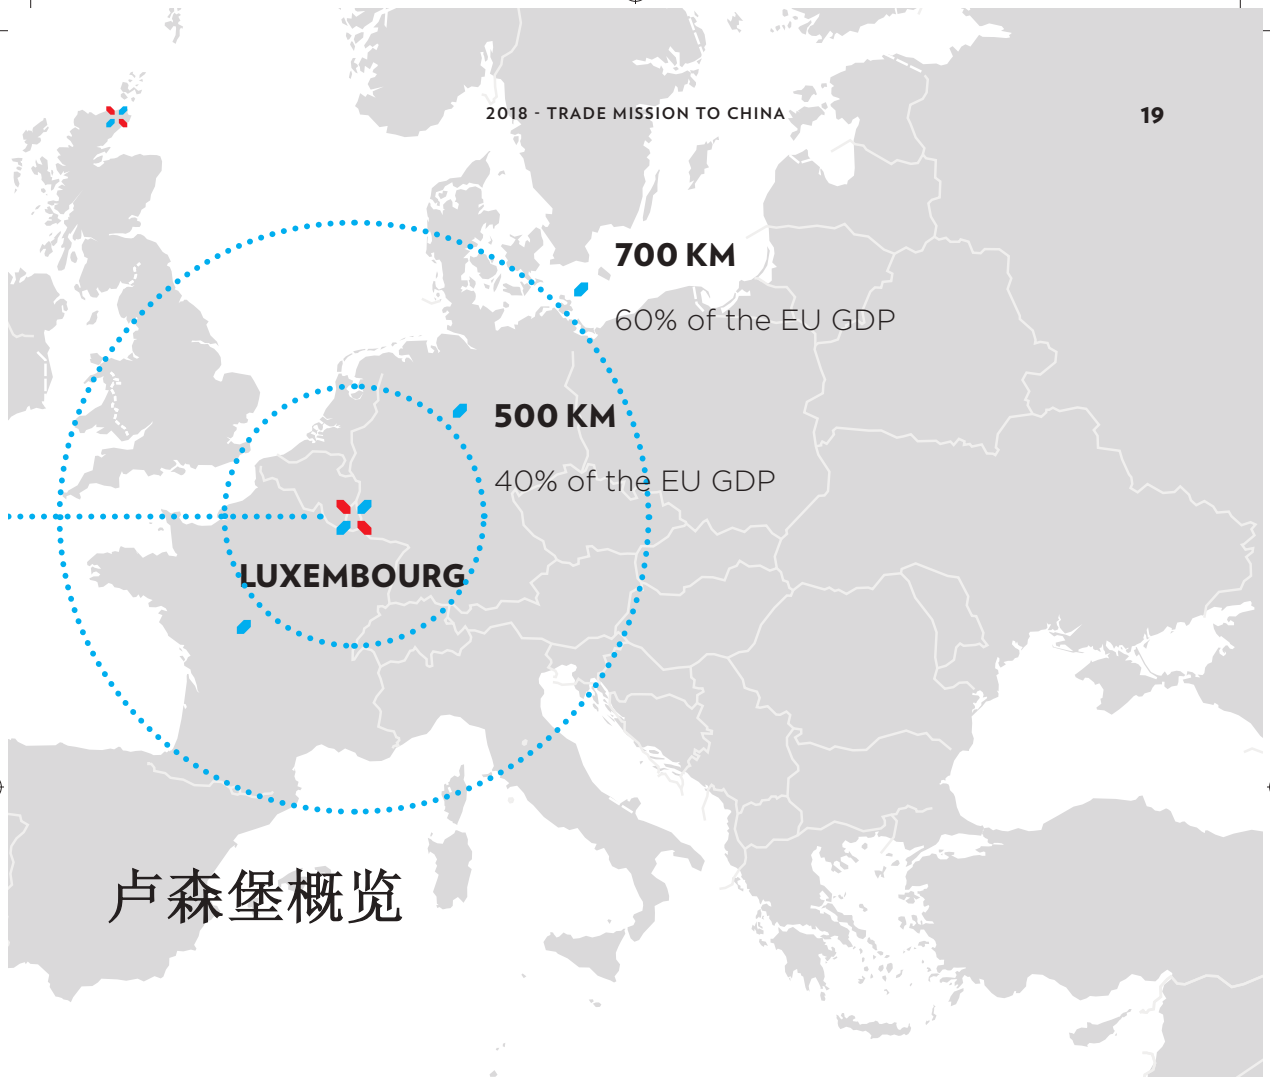 2018 - TRADE MISSION TO CHINA
19
700 KM
60% of the EU GDP
500 KM
40% of the EU GDP
LUXEMBOURG
卢森堡概览